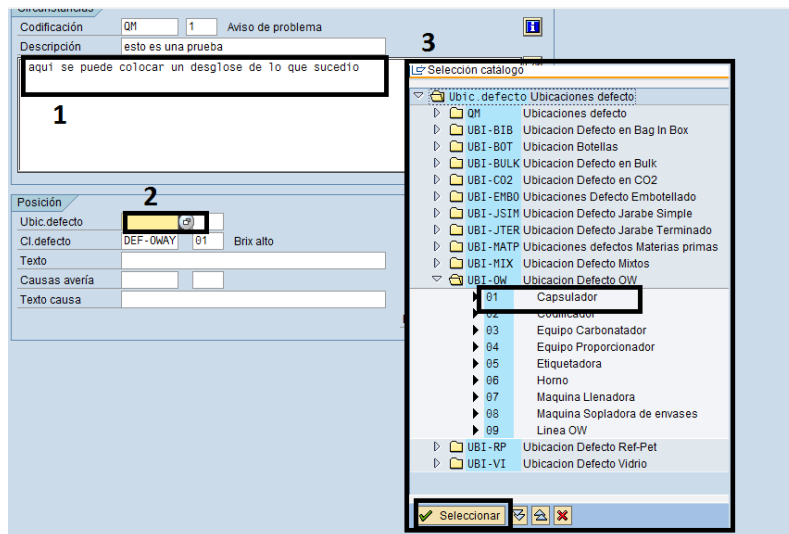 Circunstancias
Codificación QM 1 Aviso de problema
Descripción esto es una prueba
3
aqui se puede colocar un desglose de lo que sucedio
1
Posición
2
Ubic.defecto
Cl.defecto DEF-OWAY 01 Brix alto
Texto
Causas avería
Texto causa
Selección catálogo
Ubic.defecto Ubicaciones defecto
QM Ubicaciones defecto
UBI-BIB Ubicacion Defecto en Bag In Box
UBI-BOT Ubicacion Botellas
UBI-BULK Ubicacion Defecto en Bulk
UBI-CO2 Ubicacion Defecto en CO2
UBI-EMBO Ubicaciones Defecto Embotellado
UBI-JSIM Ubicacion Defecto Jarabe Simple
UBI-JTER Ubicacion Defecto Jarabe Terminado
UBI-MATP Ubicaciones defectos Materias primas
UBI-MIX Ubicacion Defecto Mixtos
UBI-OW Ubicacion Defecto OW
01 Capsulador
02 Codificador
03 Equipo Carbonatador
04 Equipo Proporcionador
05 Etiquetadora
06 Horno
07 Maquina Llenadora
08 Maquina Sopladora de envases
09 Linea OW
UBI-RP Ubicacion Defecto Ref-Pet
UBI-VI Ubicacion Defecto Vidrio
Seleccionar